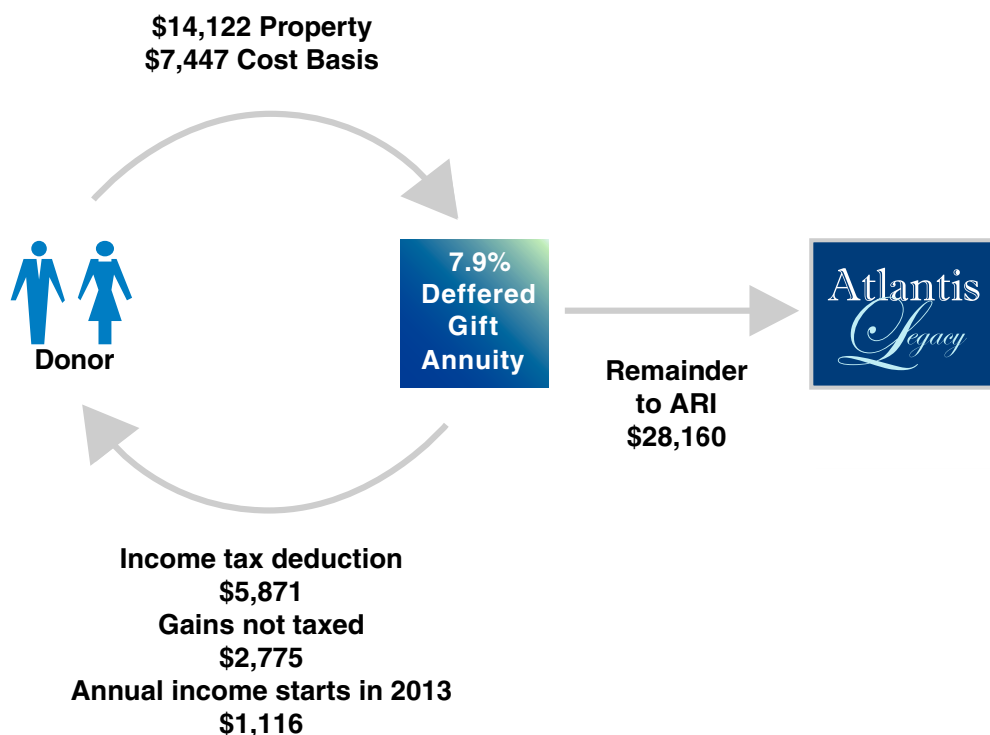 $14,122 Property
$7,447 Cost Basis
Donor
7.9%
Deffered
Gift
Annuity
Remainder
to ARI
$28,160
Atlantis
Legacy
Income tax deduction
$5,871
Gains not taxed
$2,775
Annual income starts in 2013
$1,116